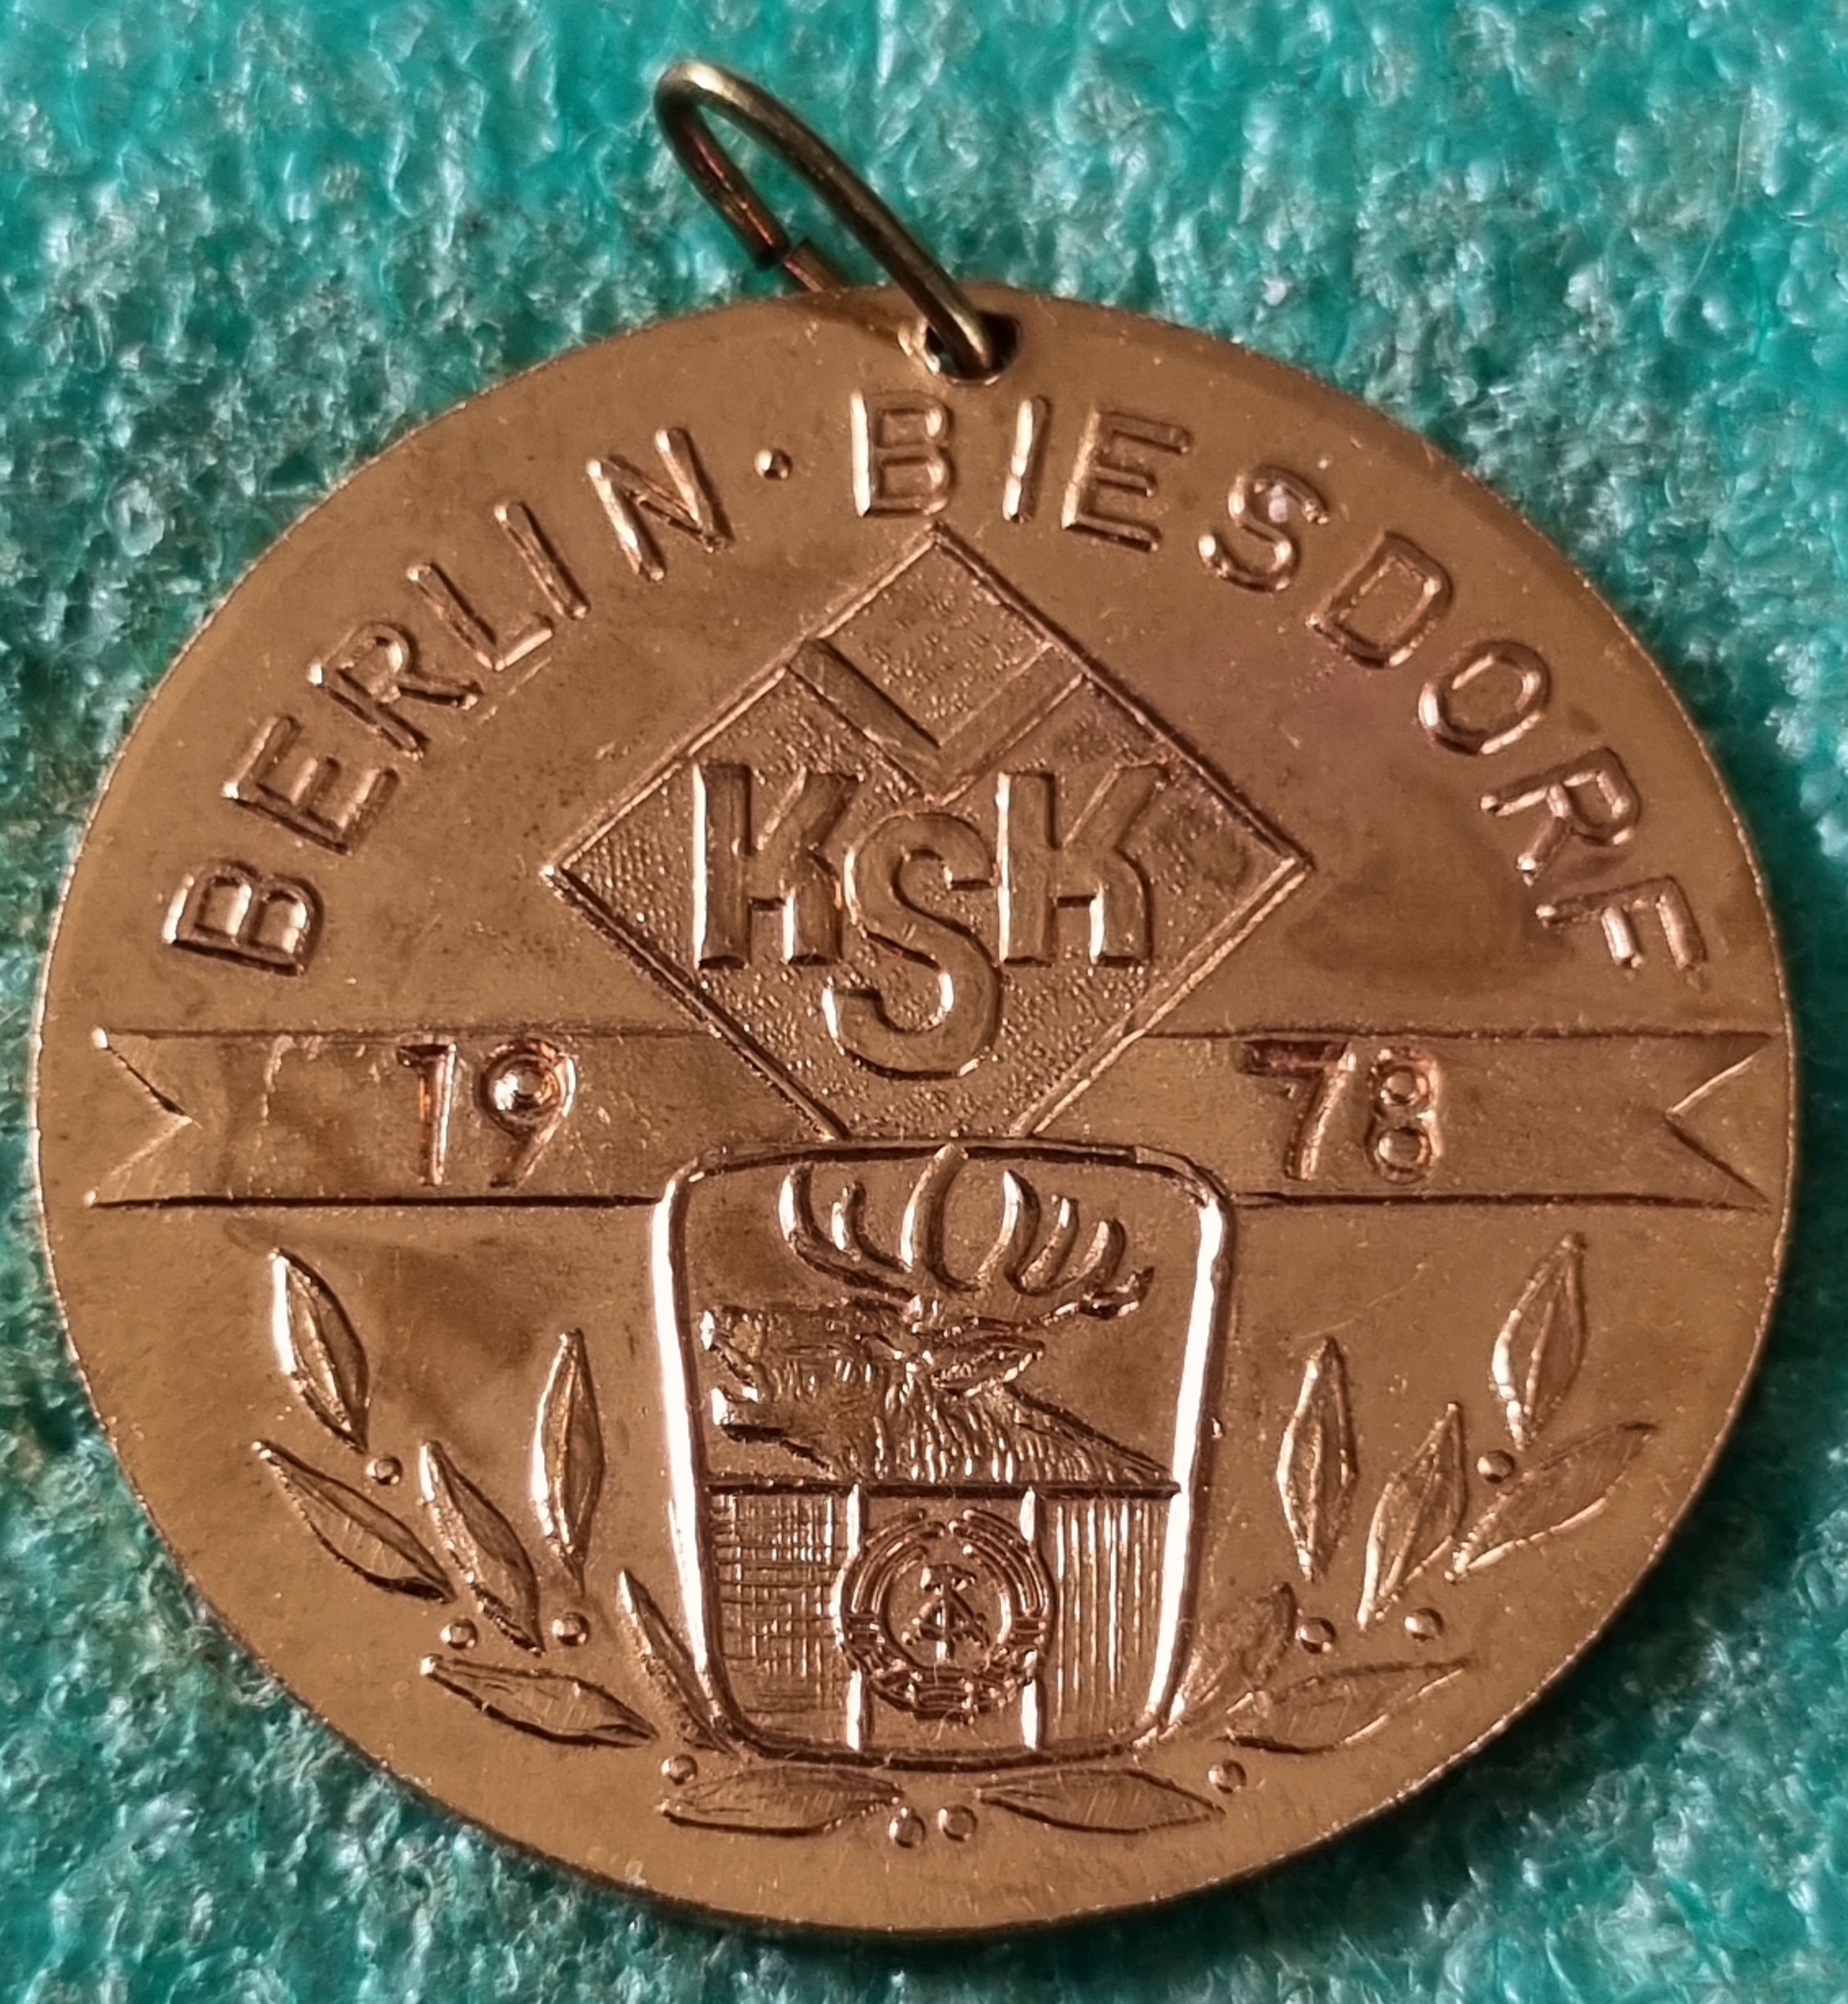 BERLIN · BIESDORF
KSK
19 78